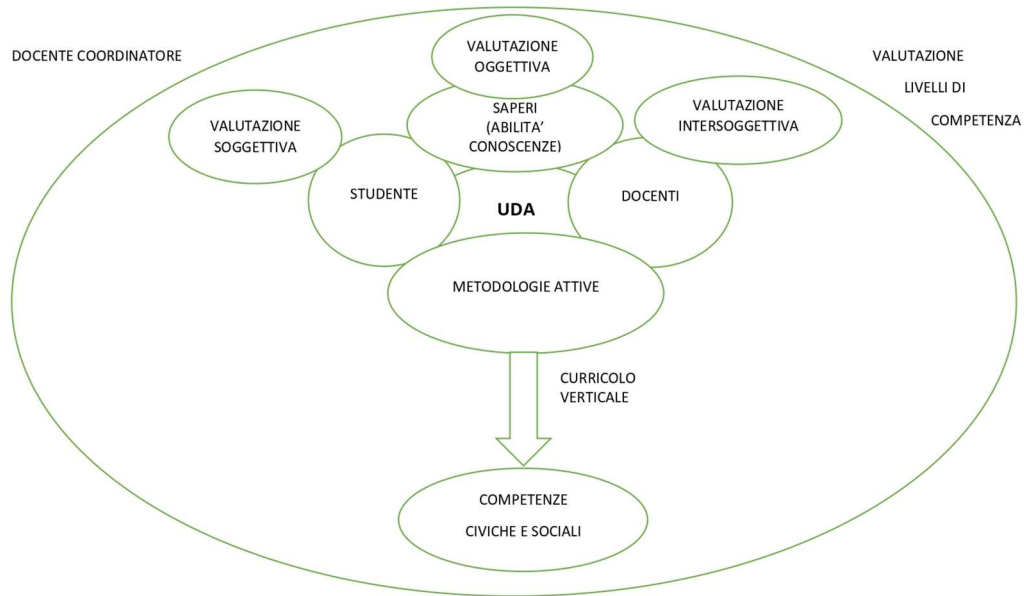 DOCENTE COORDINATORE
VALUTAZIONE
OGGETTIVA
VALUTAZIONE
LIVELLI DI
COMPETENZA
VALUTAZIONE
SOGGETTIVA
SAPERI
(ABILITA’
CONOSCENZE)
VALUTAZIONE
INTERSOGGETTIVA
STUDENTE
UDA
DOCENTI
METODOLOGIE ATTIVE
CURRICOLO
VERTICALE
COMPETENZE
CIVICHE E SOCIALI